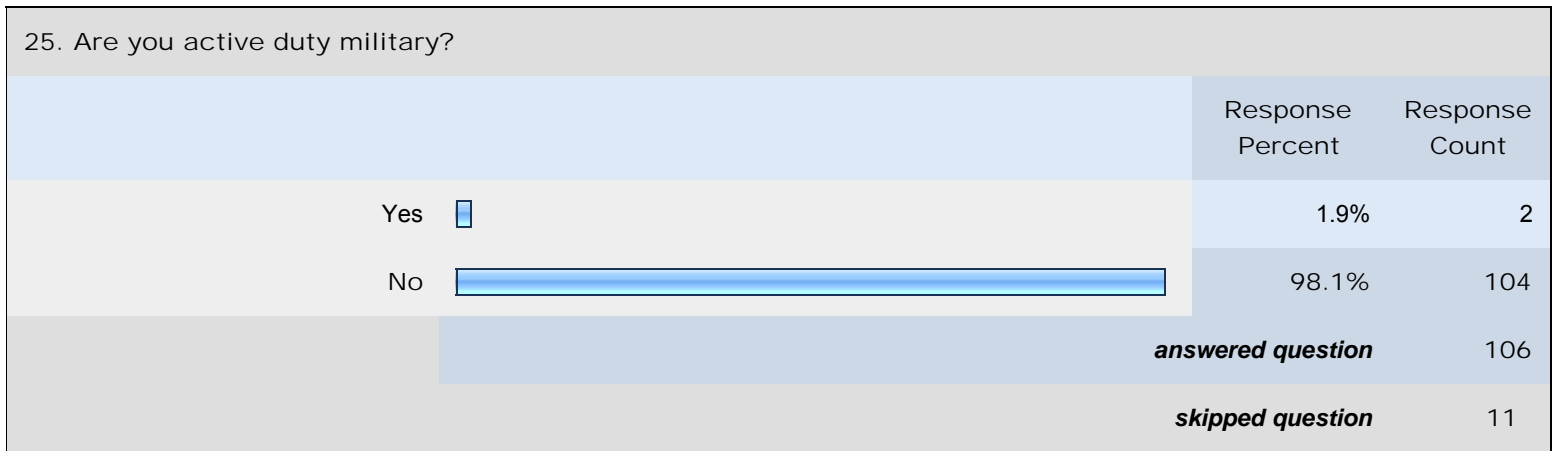 25. Are you active duty military?
Response Percent Response Count
Yes 1.9% 2
No 98.1% 104
answered question 106
skipped question 11